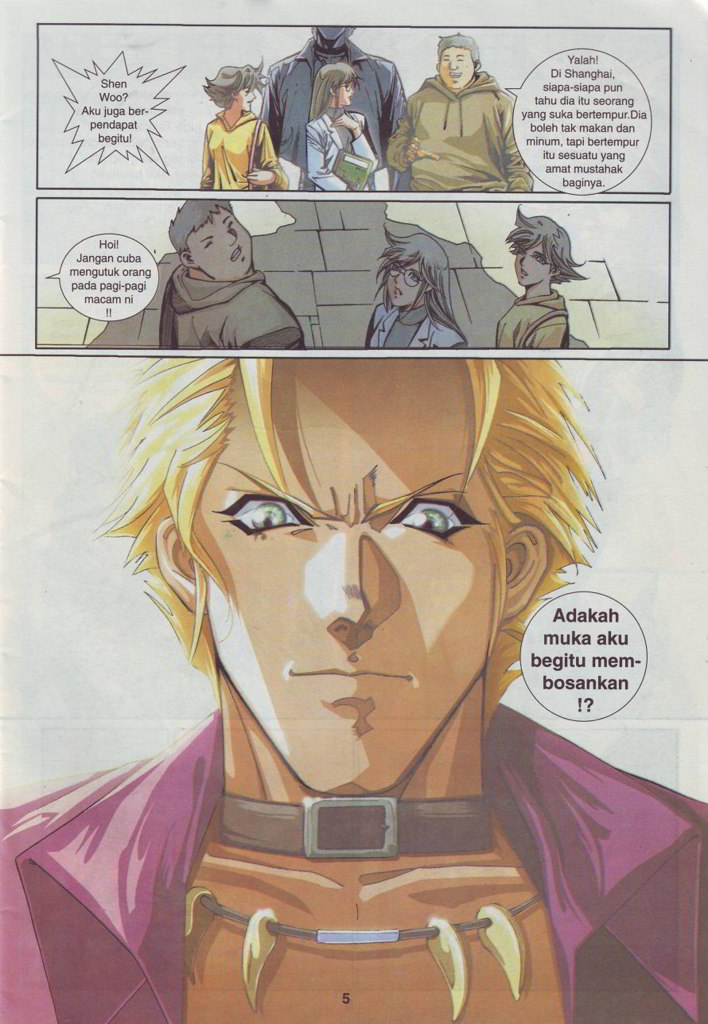 Shen
Woo?
Aku juga ber-
pendapat
begitu!
Yalah!
Di Shanghai,
siapa-siapa pun
tahu dia itu seorang
yang suka bertempur.Dia
boleh tak makan dan
minum, tapi bertempur
itu sesuatu yang
amat mustahak
baginya.
Hoi!
Jangan cuba
mengutuk orang
pada pagi-pagi
macam ni
!!
Adakah
muka aku
begitu mem-
bosankan
!?
5